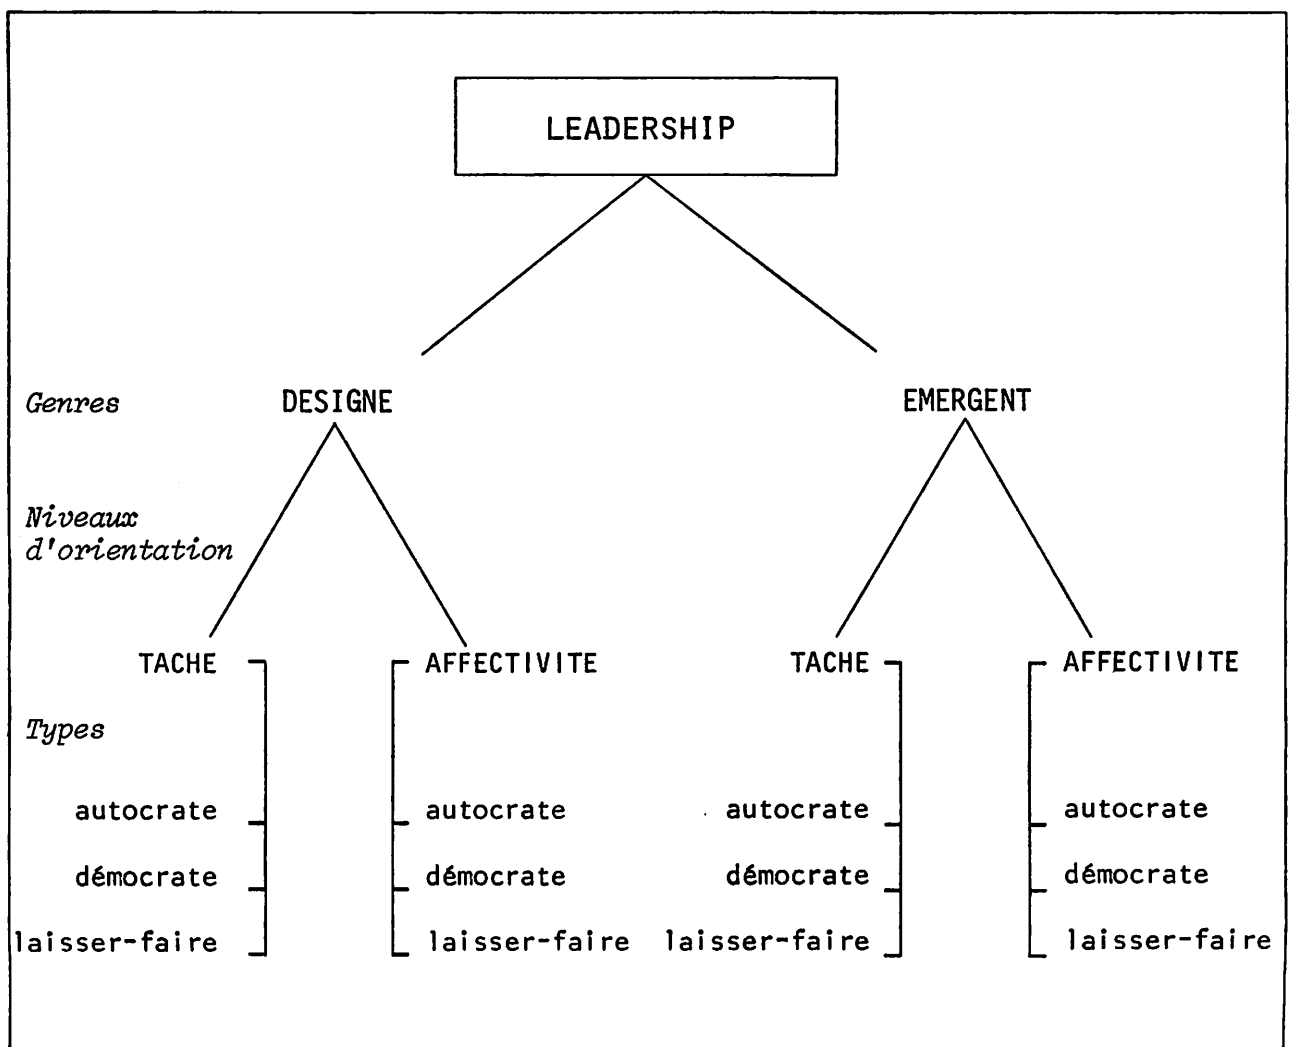 LEADERSHIP
Genres DESIGNE EMERGENT
Niveaux
d'orientation
TACHE AFFECTIVITE TACHE AFFECTIVITE
Types
autocrate autocrate autocrate autocrate
démocrate démocrate démocrate démocrate
laisser-faire laisser-faire laisser-faire laisser-faire